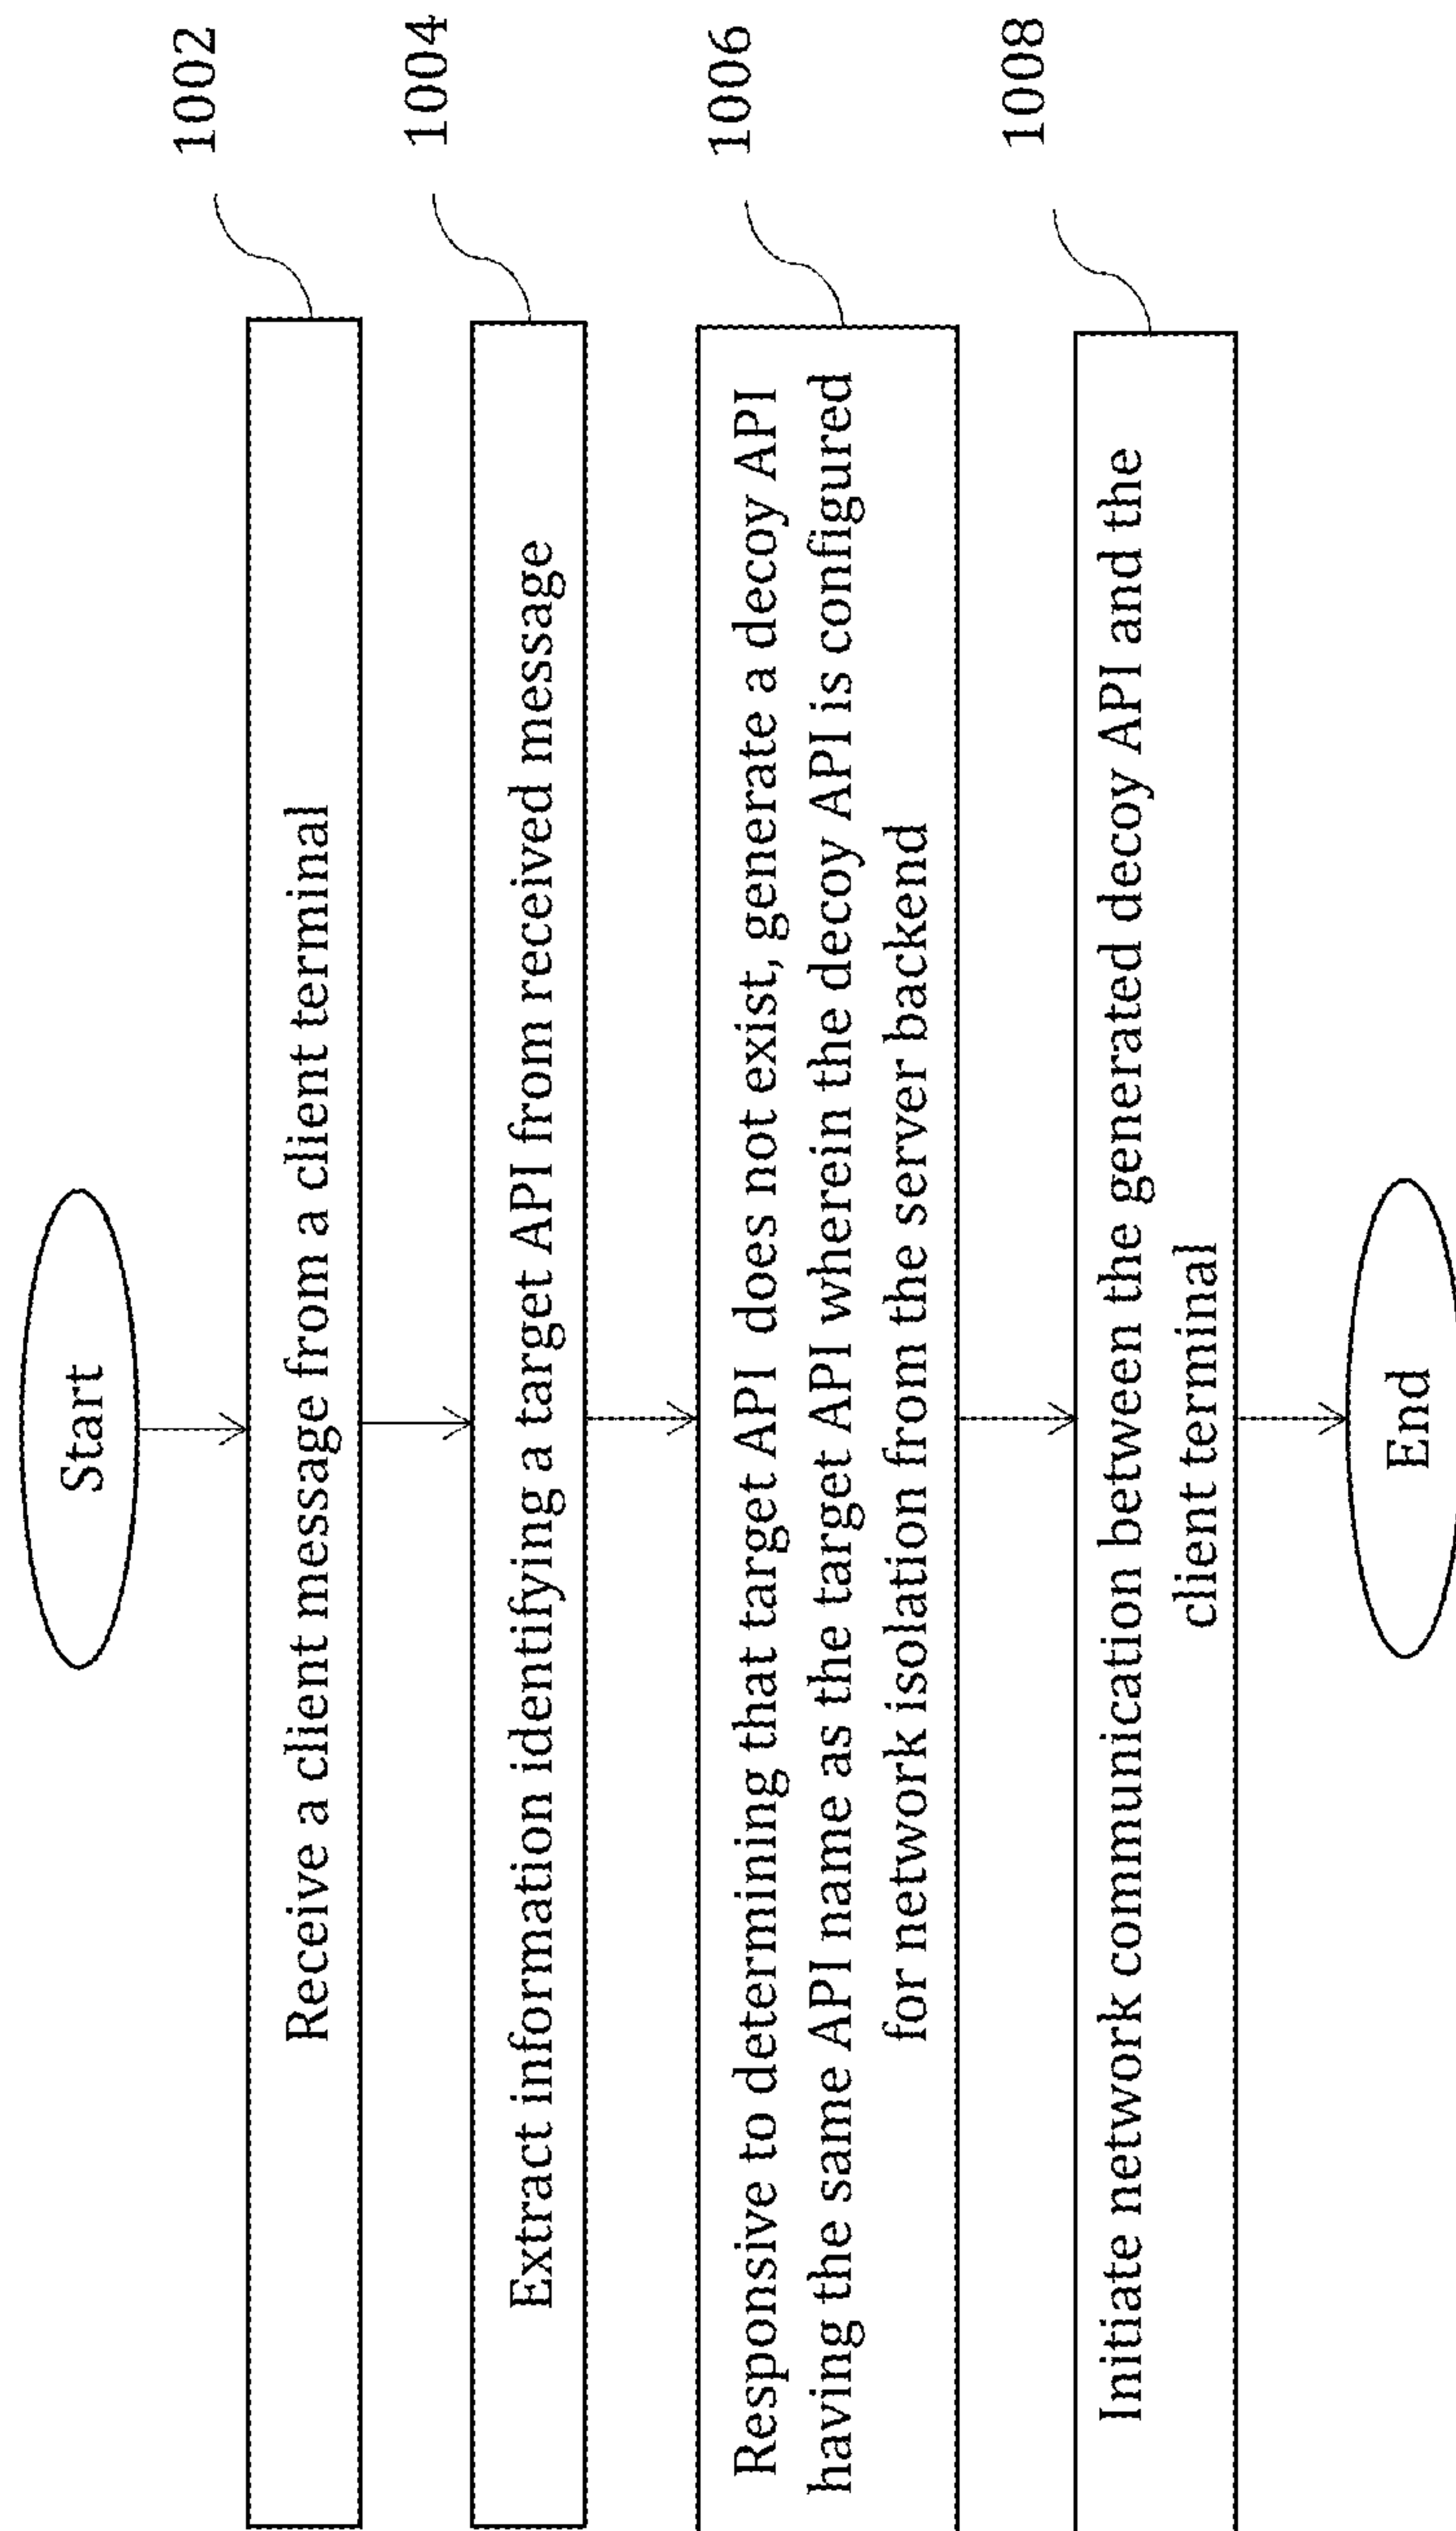 Start
Receive a client message from a client terminal
1002
Extract information identifying a target API from received message
1004
Responsive to determining that target API does not exist, generate a decoy API
having the same API name as the target API wherein the decoy API is configured
for network isolation from the server backend
1006
Initiate network communication between the generated decoy API and the
client terminal
1008
End